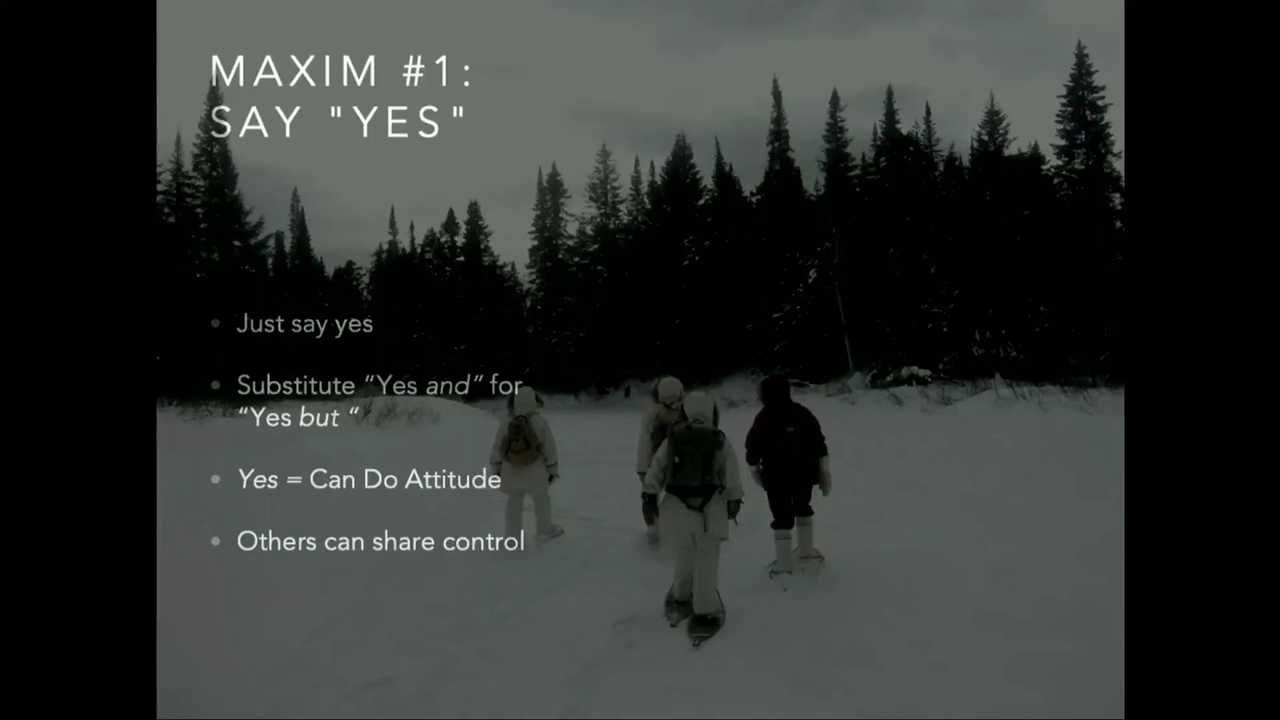 MAXIM #1:
SAY "YES"
• Just say yes
• Substitute “Yes and” for
“Yes but “
• Yes = Can Do Attitude
• Others can share control